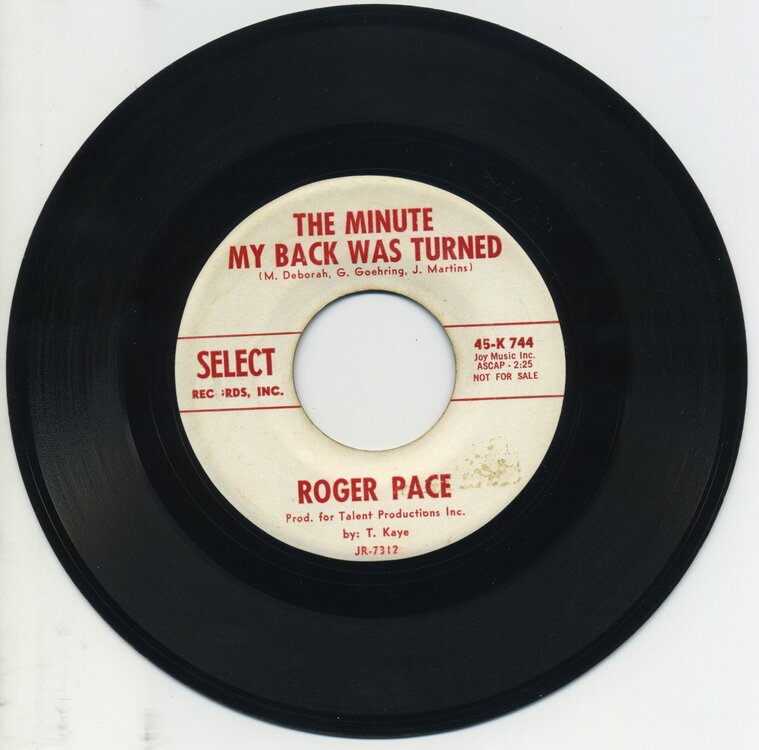 THE MINUTE
MY BACK WAS TURNED
(M. Deborah, G. Goehring, J. Martins)
SELECT
REC RDS, INC.
45-K 744
Joy Music Inc.
ASCAP - 2:25
NOT FOR SALE
ROGER PACE
Prod. for Talent Productions Inc.
by: T. Kaye
JR-7312